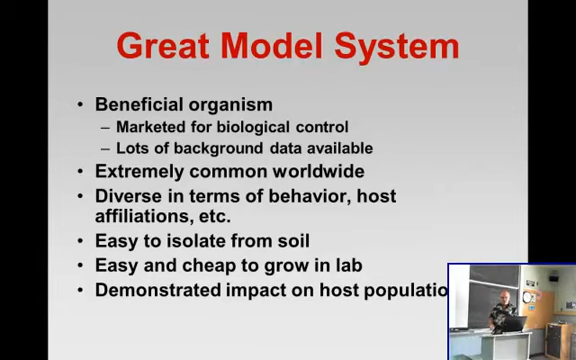 Great Model System
• Beneficial organism
– Marketed for biological control
– Lots of background data available
• Extremely common worldwide
• Diverse in terms of behavior, host
affiliations, etc.
• Easy to isolate from soil
• Easy and cheap to grow in lab
• Demonstrated impact on host populatio